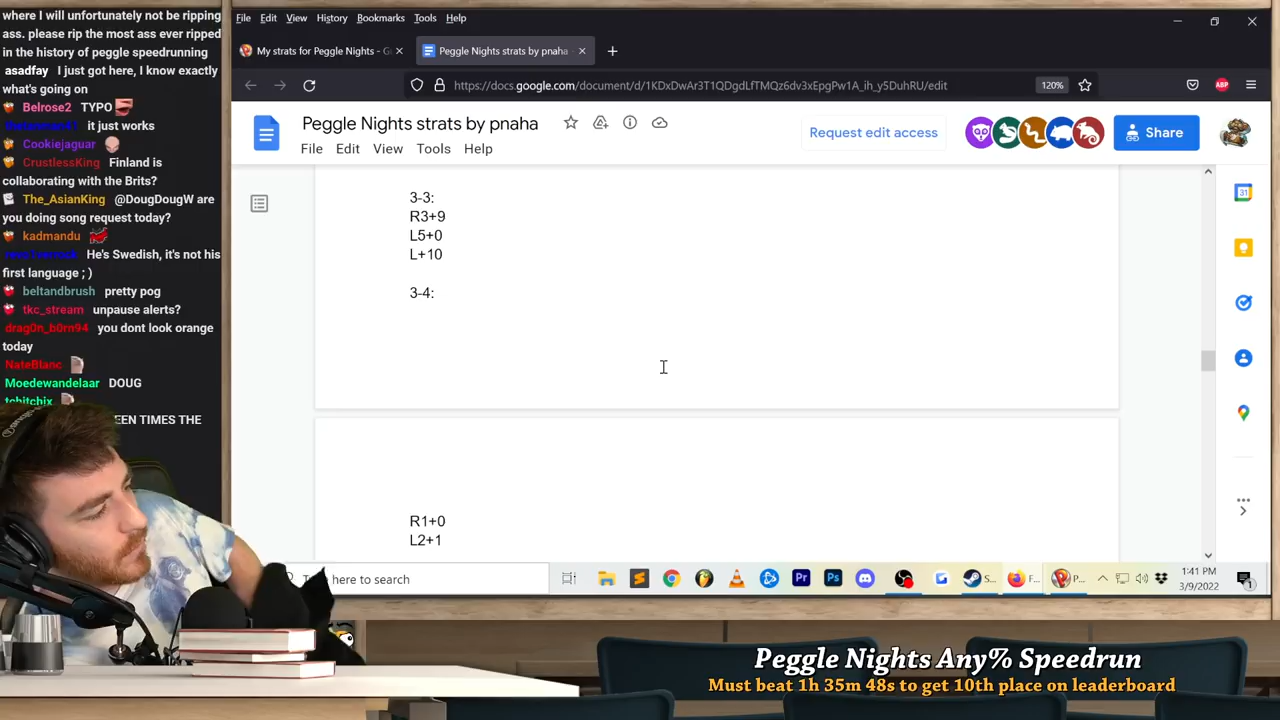 where I will unfortunately not be ripping
ass. please rip the most ass ever ripped
in the history of peggle speedrunning
asadfay I just got here, I know exactly
what's going on
Belrose2 TYPO
it just works
Cookiejaguar
CrustlessKing Finland is
collaborating with the Brits?
The_AsianKing @DougDougW are
you doing song request today?
kadmandu
He's Swedish, it's not his
first language ; )
beltandbrush pretty pog
tkc_stream unpause alerts?
drag0n_b0rn94 you dont look orange
today
NateBlanc
Moedewandelaar DOUG
tchitchix
EEN TIMES THE
File Edit View History Bookmarks Tools Help
My strats for Peggle Nights - G
Peggle Nights strats by pnaha
https://docs.google.com/document/d/1KDxDwAr3T1QDgdLfTMQz6dv3xEpgPw1A_ih_y5DuhRU/edit
120%
ABP
Peggle Nights strats by pnaha
File Edit View Tools Help
Request edit access
Share
31
3-3:
R3+9
L5+0
L+10
3-4:
R1+0
L2+1
here to search
Pr
Ps
S...
F...
P...
1:41 PM
3/9/2022
1
Peggle Nights Any% Speedrun
Must beat 1h 35m 48s to get 10th place on leaderboard